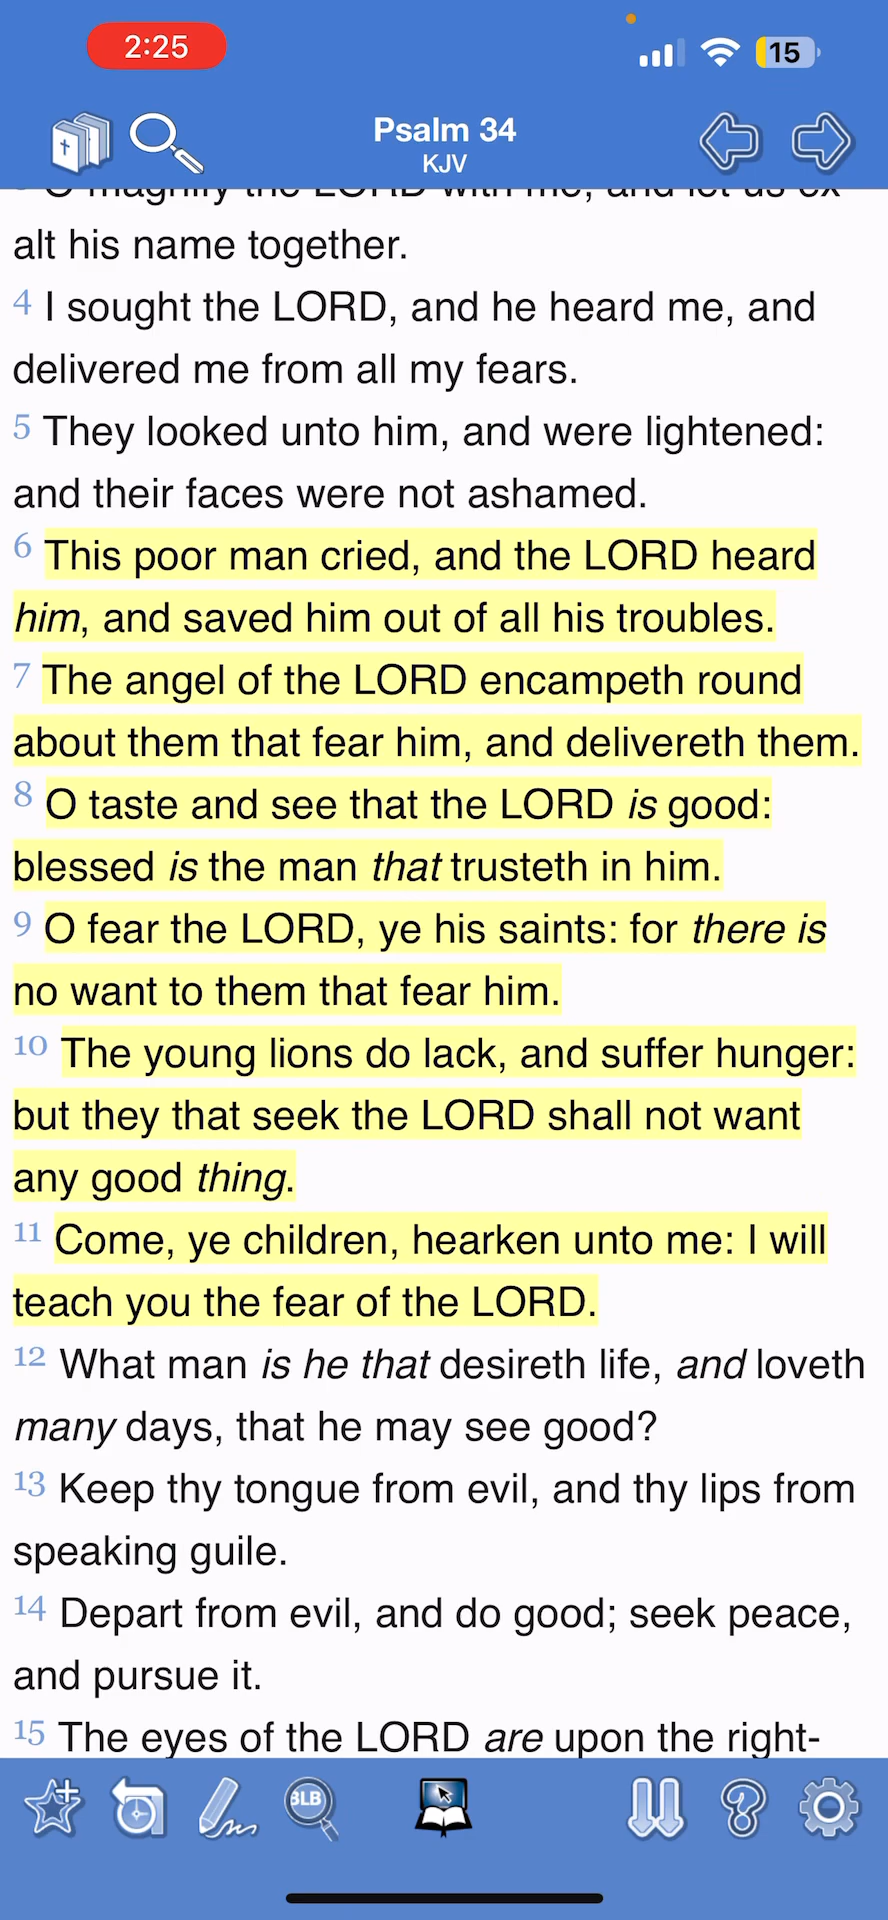 2:25
15
Psalm 34
KJV
3 O magnify the LORD with me, and let us ex
alt his name together.
4 I sought the LORD, and he heard me, and
delivered me from all my fears.
5 They looked unto him, and were lightened:
and their faces were not ashamed.
6 This poor man cried, and the LORD heard
him, and saved him out of all his troubles.
7 The angel of the LORD encampeth round
about them that fear him, and delivereth them.
8 O taste and see that the LORD is good:
blessed is the man that trusteth in him.
9 O fear the LORD, ye his saints: for there is
no want to them that fear him.
10 The young lions do lack, and suffer hunger:
but they that seek the LORD shall not want
any good thing.
11 Come, ye children, hearken unto me: I will
teach you the fear of the LORD.
12 What man is he that desireth life, and loveth
many days, that he may see good?
13 Keep thy tongue from evil, and thy lips from
speaking guile.
14 Depart from evil, and do good; seek peace,
and pursue it.
15 The eyes of the LORD are upon the right-
BLB